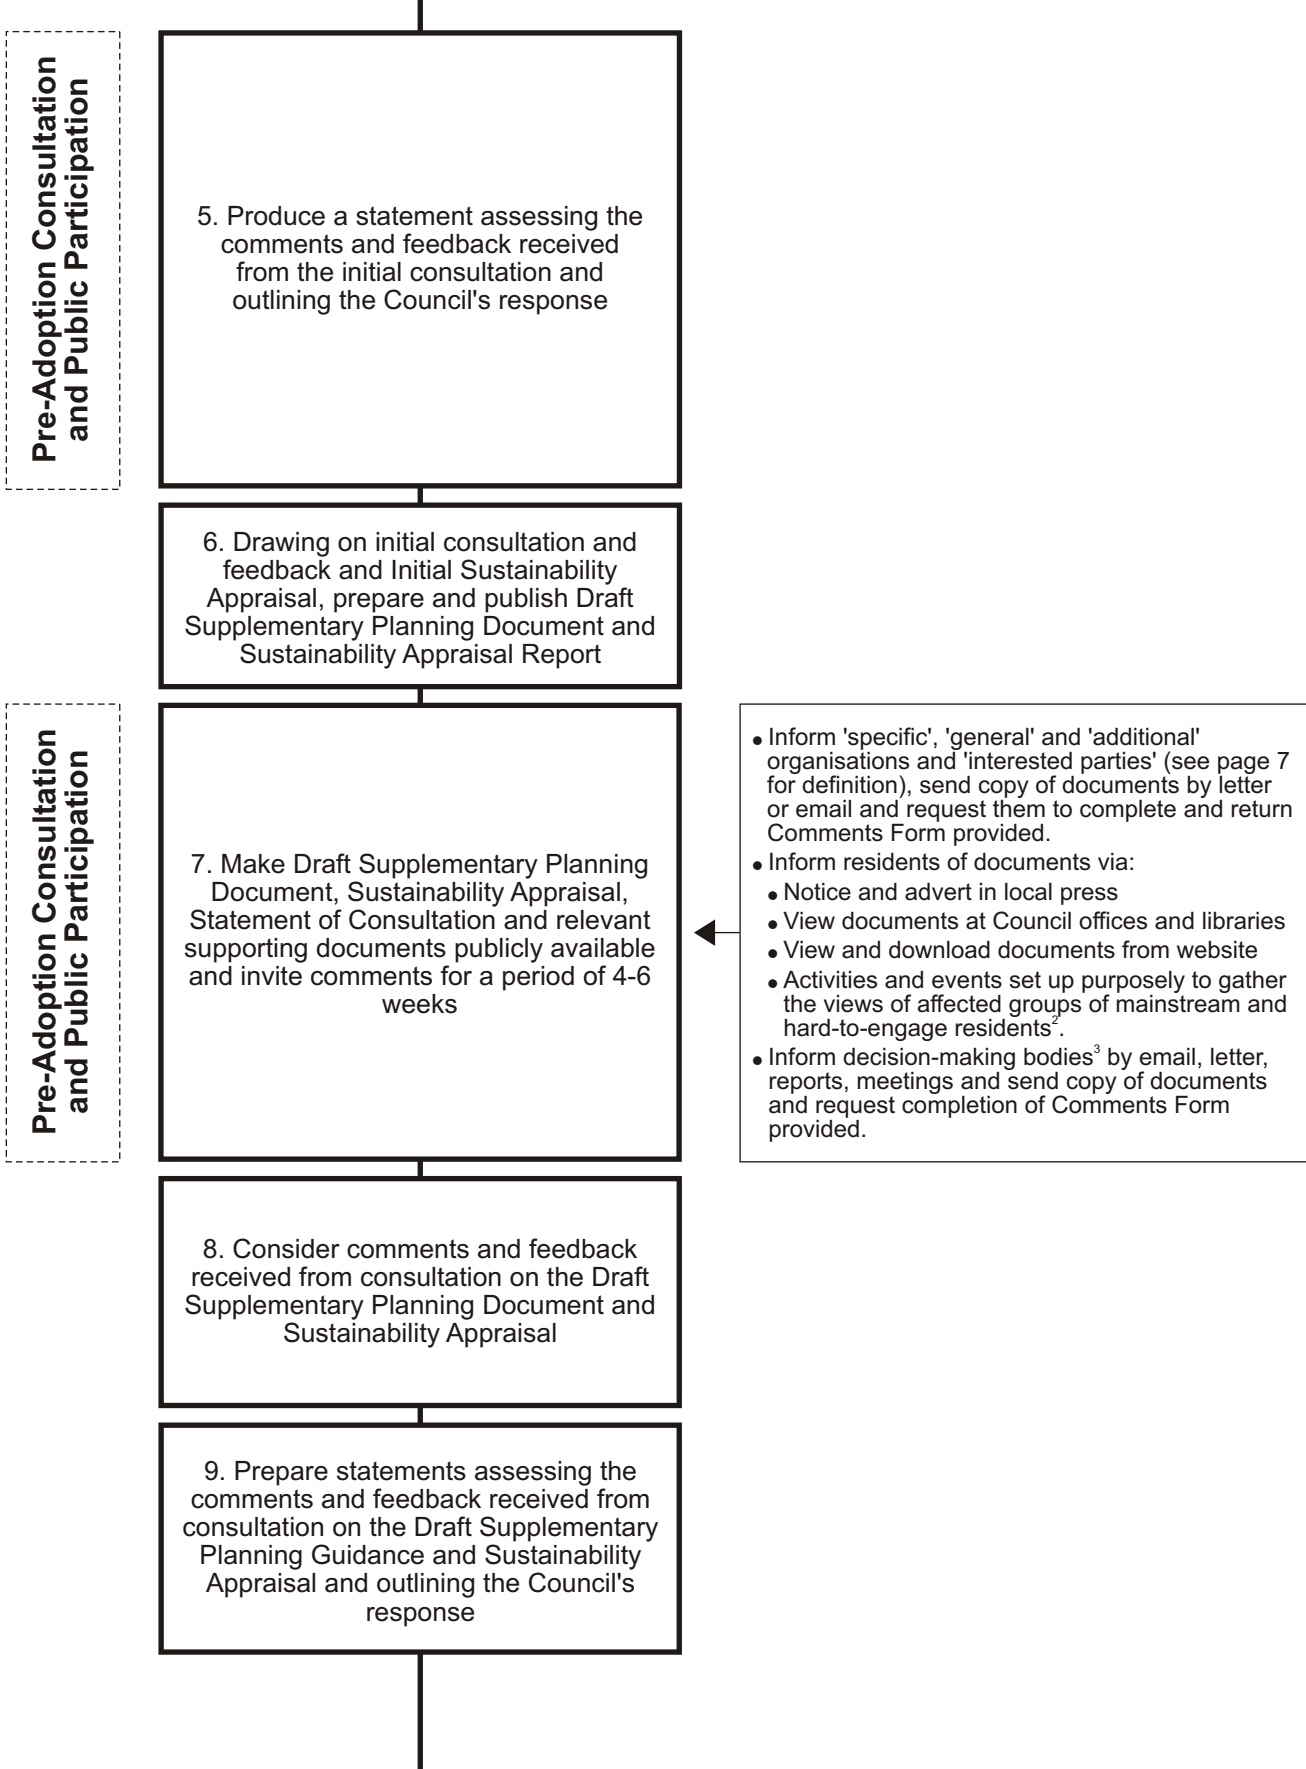 Pre-Adoption Consultation
and Public Participation
5. Produce a statement assessing the
comments and feedback received
from the initial consultation and
outlining the Council's response
6. Drawing on initial consultation and
feedback and Initial Sustainability
Appraisal, prepare and publish Draft
Supplementary Planning Document and
Sustainability Appraisal Report
Pre-Adoption Consultation
and Public Participation
7. Make Draft Supplementary Planning
Document, Sustainability Appraisal,
Statement of Consultation and relevant
supporting documents publicly available
and invite comments for a period of 4-6
weeks
• Inform 'specific', 'general' and 'additional'
organisations and 'interested parties' (see page 7
for definition), send copy of documents by letter
or email and request them to complete and return
Comments Form provided.
• Inform residents of documents via:
• Notice and advert in local press
• View documents at Council offices and libraries
• View and download documents from website
• Activities and events set up purposely to gather
the views of affected groups of mainstream and
hard-to-engage residents².
• Inform decision-making bodies³ by email, letter,
reports, meetings and send copy of documents
and request completion of Comments Form
provided.
8. Consider comments and feedback
received from consultation on the Draft
Supplementary Planning Document and
Sustainability Appraisal
9. Prepare statements assessing the
comments and feedback received from
consultation on the Draft Supplementary
Planning Guidance and Sustainability
Appraisal and outlining the Council's
response